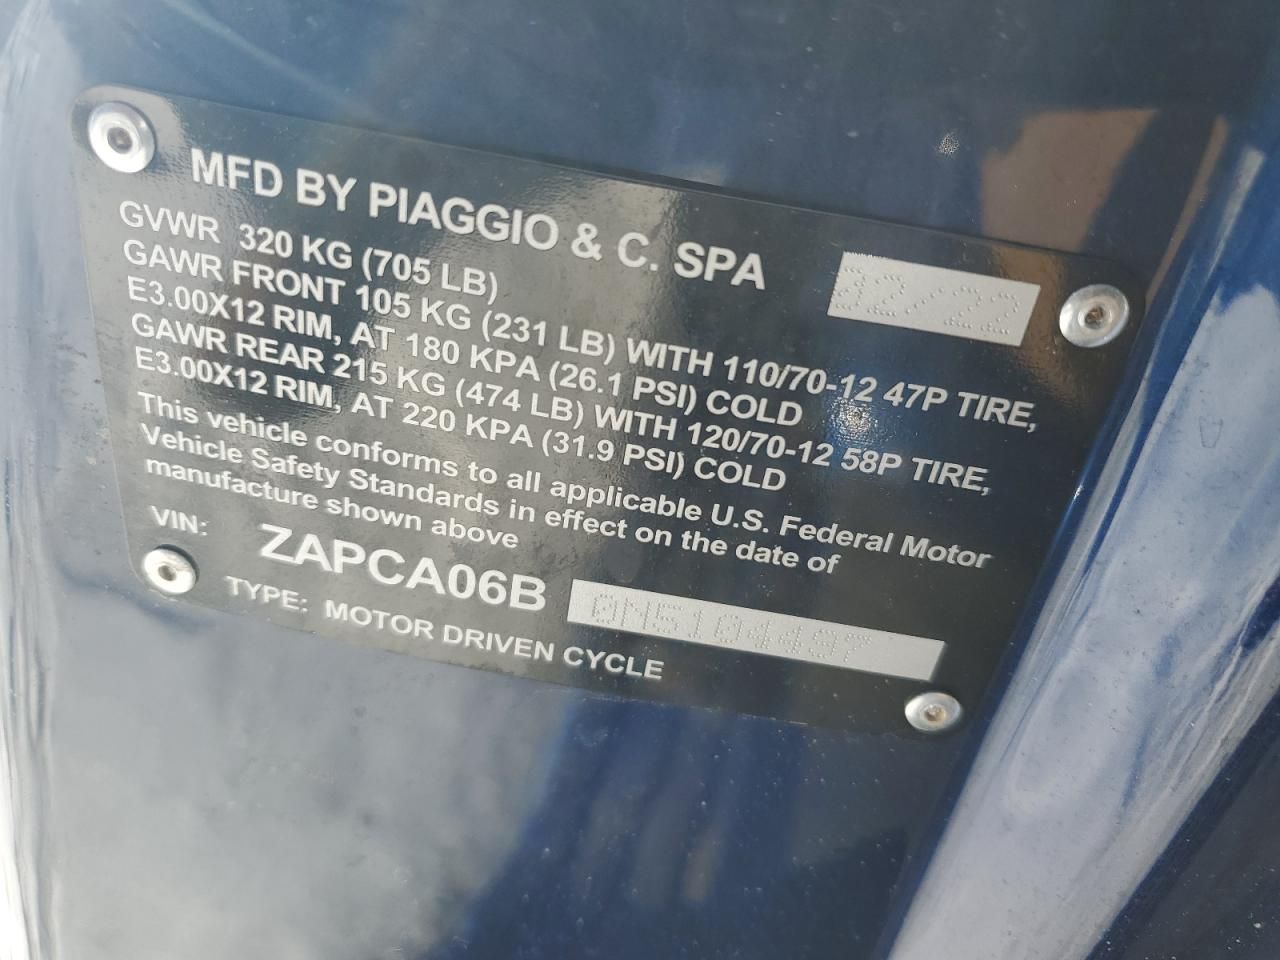 MFD BY PIAGGIO & C. SPA 02/22
GVWR 320 KG (705 LB)
GAWR FRONT 105 KG (231 LB) WITH 110/70-12 47P TIRE,
E3.00X12 RIM, AT 180 KPA (26.1 PSI) COLD
GAWR REAR 215 KG (474 LB) WITH 120/70-12 58P TIRE,
E3.00X12 RIM, AT 220 KPA (31.9 PSI) COLD
This vehicle conforms to all applicable U.S. Federal Motor
Vehicle Safety Standards in effect on the date of
manufacture shown above
VIN: ZAPCA06B 0N5104497
TYPE: MOTOR DRIVEN CYCLE